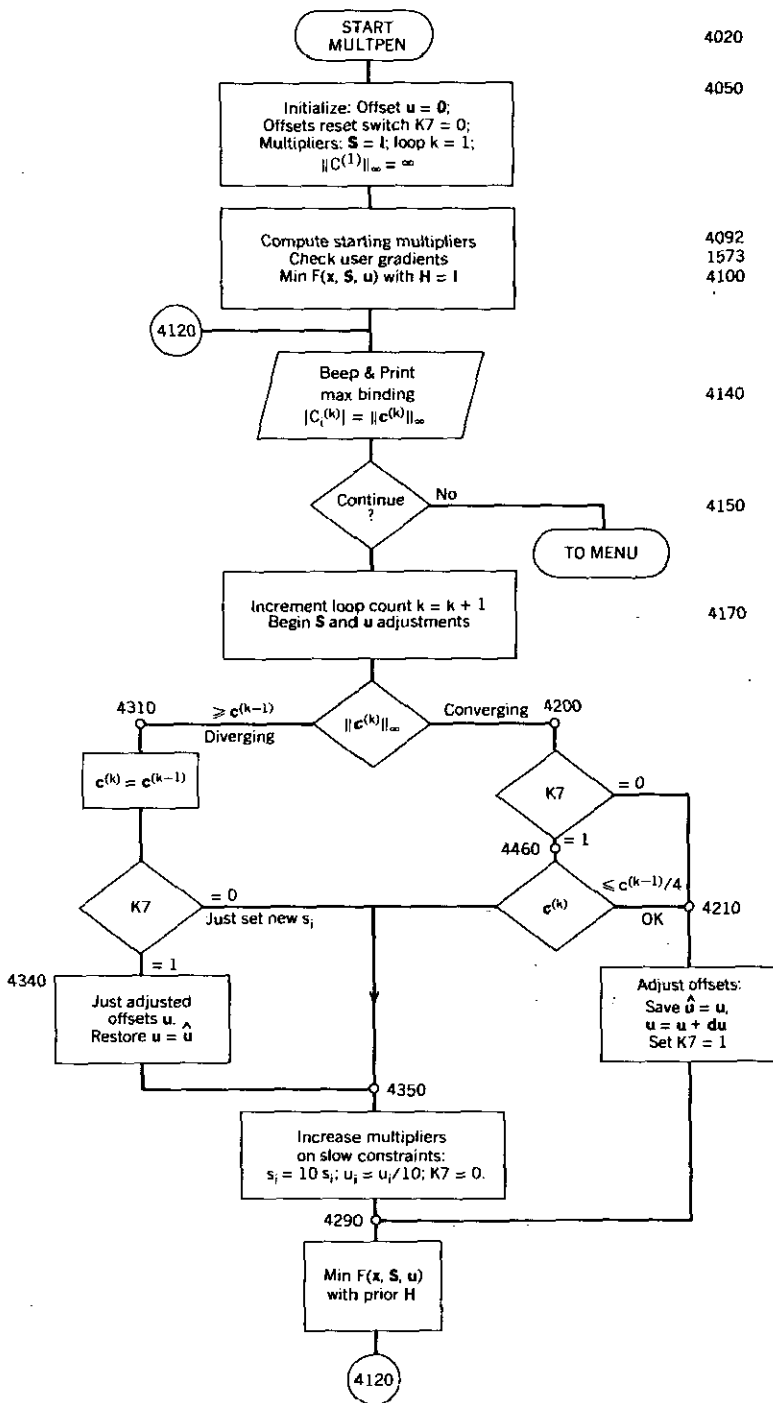 START
MULTPEN
4020
4050
Initialize: Offset u = 0;
Offsets reset switch K7 = 0;
Multipliers: S = I; loop k = 1;
‖C⁽¹⁾‖∞ = ∞
Compute starting multipliers
Check user gradients
Min F(x, S, u) with H = I
4092
1573
4100
4120
Beep & Print
max binding
|Cᵢ⁽ᵏ⁾| = ‖c⁽ᵏ⁾‖∞
4140
Continue
?
No
4150
TO MENU
Increment loop count k = k + 1
Begin S and u adjustments
4170
4310
⩾ c⁽ᵏ⁻¹⁾
Diverging
‖c⁽ᵏ⁾‖∞
Converging
4200
c⁽ᵏ⁾ = c⁽ᵏ⁻¹⁾
K7
= 0
= 1
4460
K7
= 0
Just set new sᵢ
c⁽ᵏ⁾
⩽ c⁽ᵏ⁻¹⁾/4
OK
4210
= 1
4340
Just adjusted
offsets u.
Restore u = û
Adjust offsets:
Save û = u,
u = u + du
Set K7 = 1
4350
Increase multipliers
on slow constraints:
sᵢ = 10 sᵢ; uᵢ = uᵢ/10; K7 = 0.
4290
Min F(x, S, u)
with prior H
4120